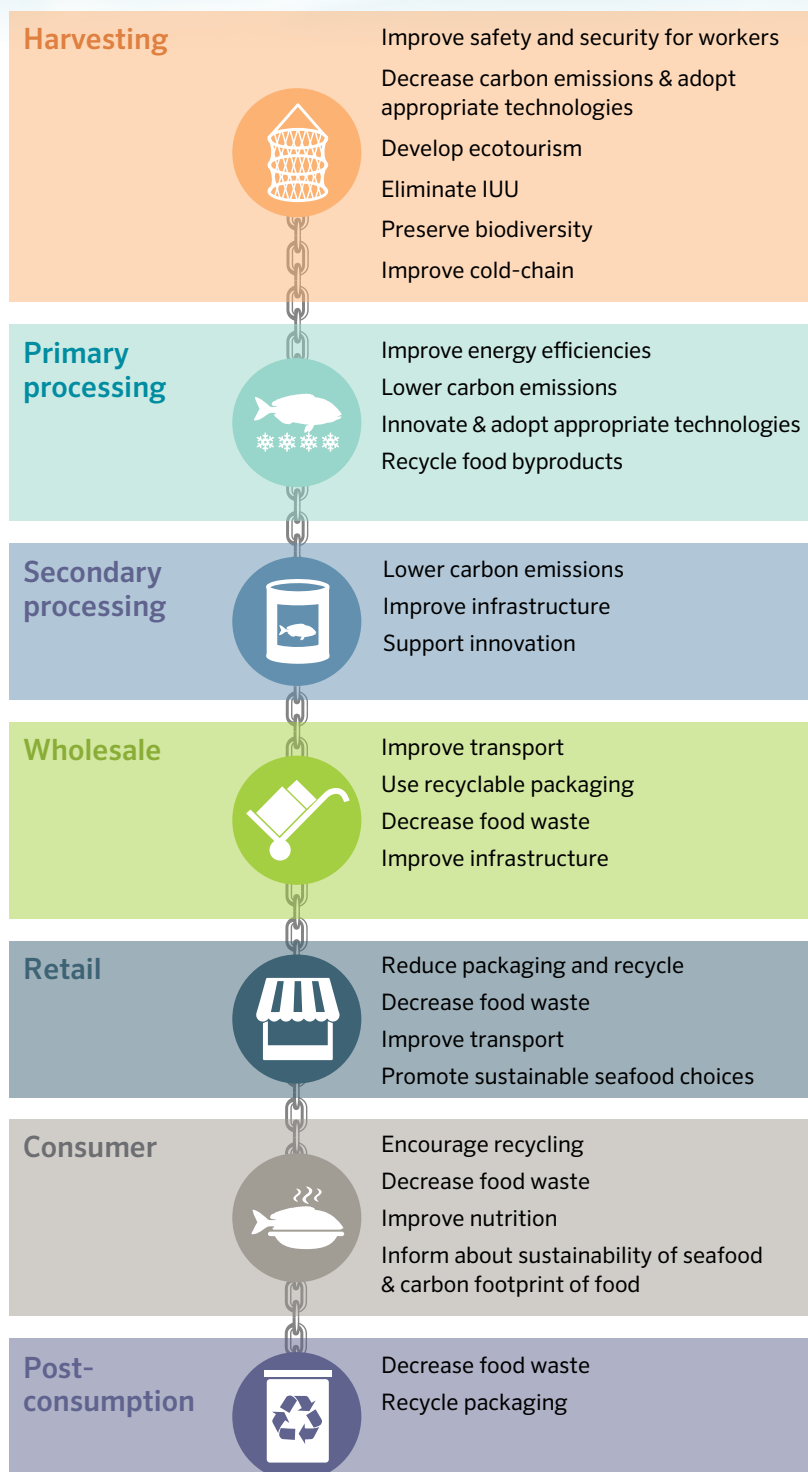 Harvesting
Improve safety and security for workers
Decrease carbon emissions & adopt
appropriate technologies
Develop ecotourism
Eliminate IUU
Preserve biodiversity
Improve cold-chain
Primary
processing
Improve energy efficiencies
Lower carbon emissions
Innovate & adopt appropriate technologies
Recycle food byproducts
Secondary
processing
Lower carbon emissions
Improve infrastructure
Support innovation
Wholesale
Improve transport
Use recyclable packaging
Decrease food waste
Improve infrastructure
Retail
Reduce packaging and recycle
Decrease food waste
Improve transport
Promote sustainable seafood choices
Consumer
Encourage recycling
Decrease food waste
Improve nutrition
Inform about sustainability of seafood
& carbon footprint of food
Post-
consumption
Decrease food waste
Recycle packaging